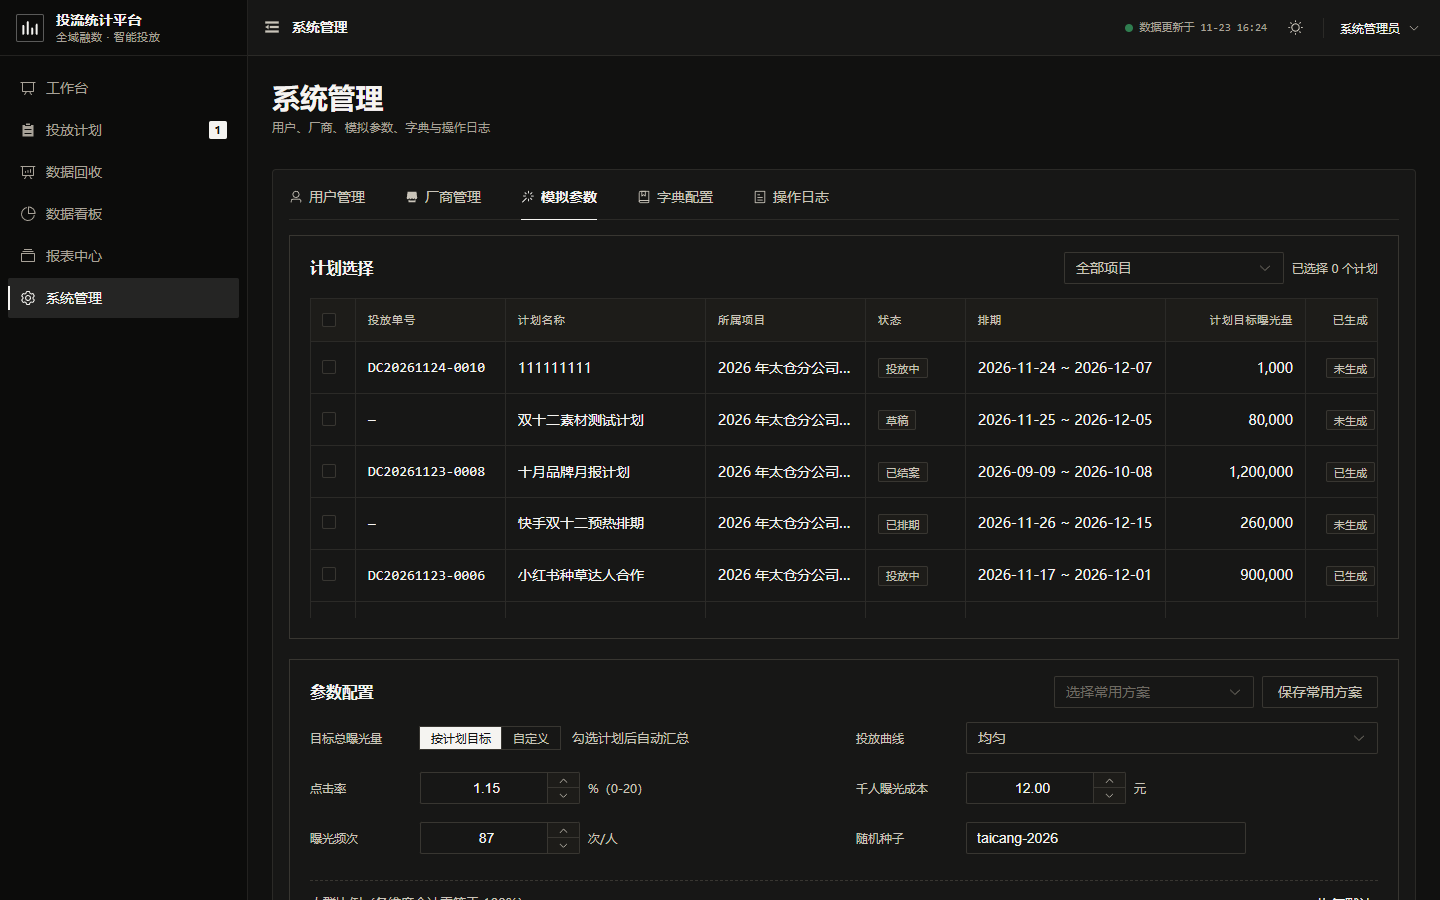 投流统计平台
全域融数 · 智能投放
系统管理
数据更新于 11-23 16:24
系统管理员
工作台
投放计划 1
数据回收
数据看板
报表中心
系统管理
系统管理
用户、厂商、模拟参数、字典与操作日志
用户管理 厂商管理 模拟参数 字典配置 操作日志
计划选择 全部项目 已选择 0 个计划
投放单号 计划名称 所属项目 状态 排期 计划目标曝光量 已生成
DC20261124-0010 111111111 2026 年太仓分公司... 投放中 2026-11-24 ~ 2026-12-07 1,000 未生成
– 双十二素材测试计划 2026 年太仓分公司... 草稿 2026-11-25 ~ 2026-12-05 80,000 未生成
DC20261123-0008 十月品牌月报计划 2026 年太仓分公司... 已结案 2026-09-09 ~ 2026-10-08 1,200,000 已生成
– 快手双十二预热排期 2026 年太仓分公司... 已排期 2026-11-26 ~ 2026-12-15 260,000 未生成
DC20261123-0006 小红书种草达人合作 2026 年太仓分公司... 投放中 2026-11-17 ~ 2026-12-01 900,000 已生成
参数配置 选择常用方案 保存常用方案
目标总曝光量 按计划目标 自定义 勾选计划后自动汇总 投放曲线 均匀
点击率 1.15 %（0-20） 千人曝光成本 12.00 元
曝光频次 87 次/人 随机种子 taicang-2026